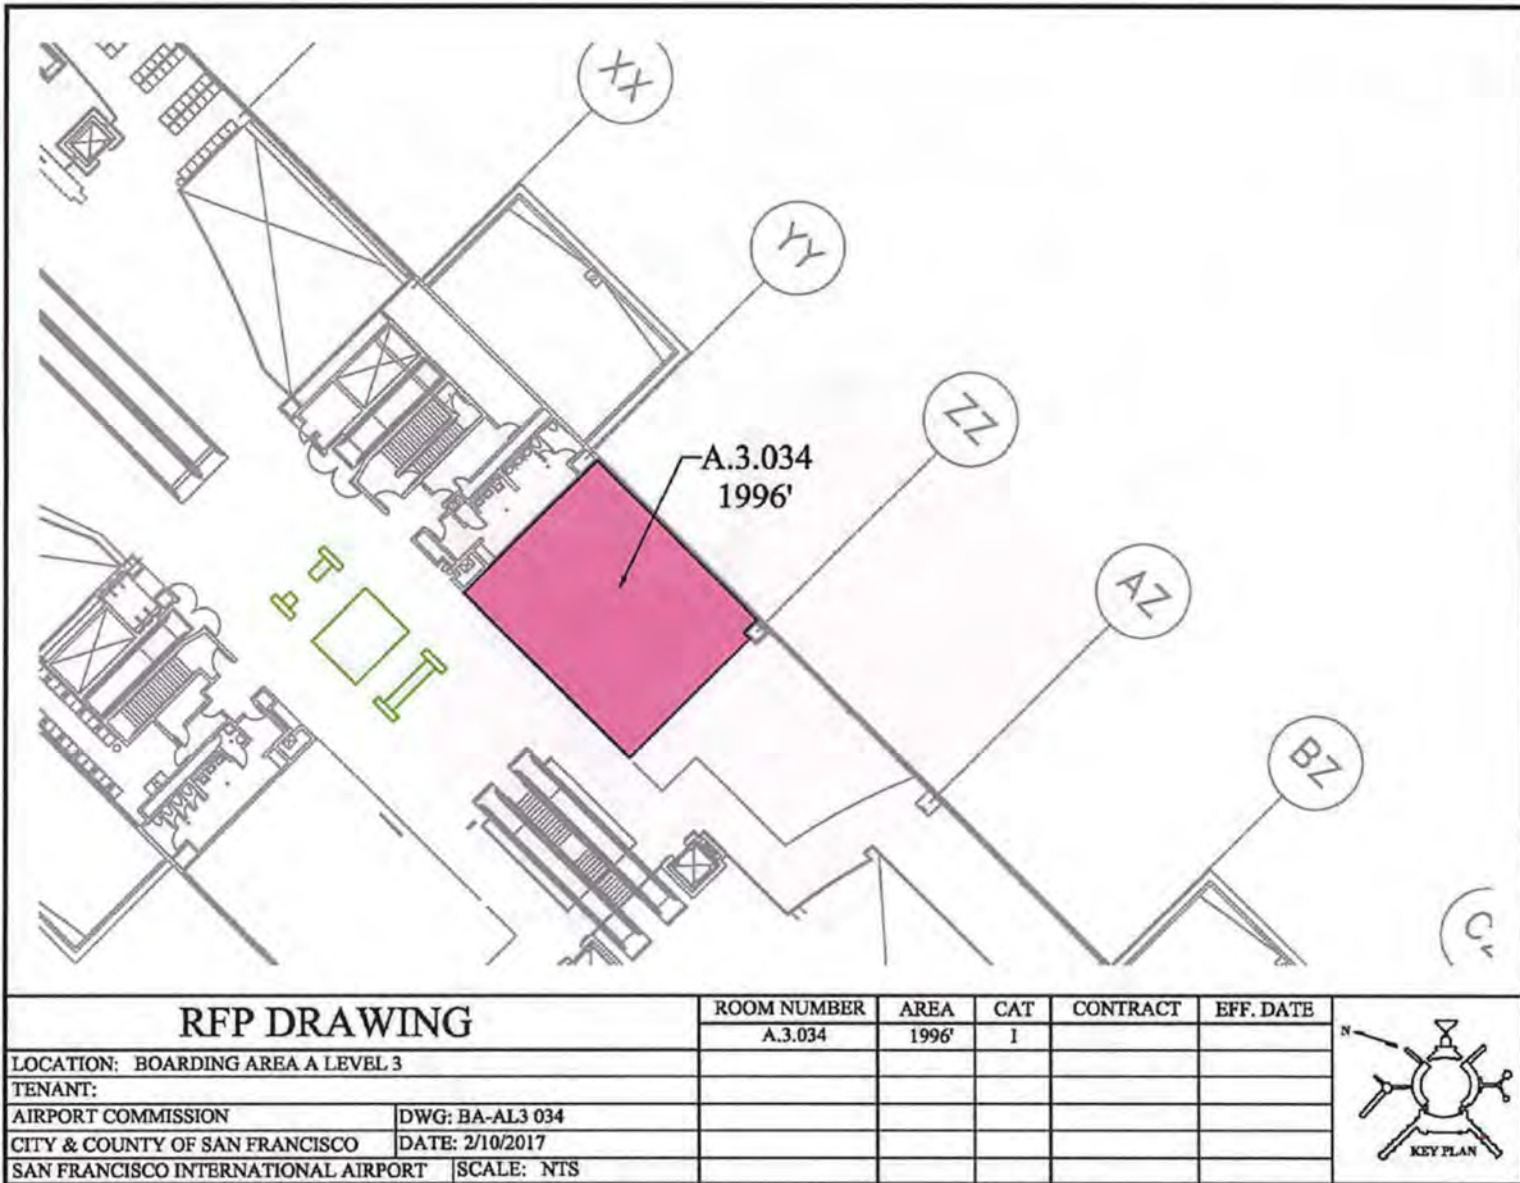 XX
YY
ZZ
A.3.034
1996'
AZ
BZ
RFP DRAWING
ROOM NUMBER AREA CAT CONTRACT EFF. DATE
A.3.034 1996' I
LOCATION: BOARDING AREA A LEVEL 3
TENANT:
AIRPORT COMMISSION DWG: BA-AL3 034
CITY & COUNTY OF SAN FRANCISCO DATE: 2/10/2017
SAN FRANCISCO INTERNATIONAL AIRPORT SCALE: NTS
N
KEY PLAN